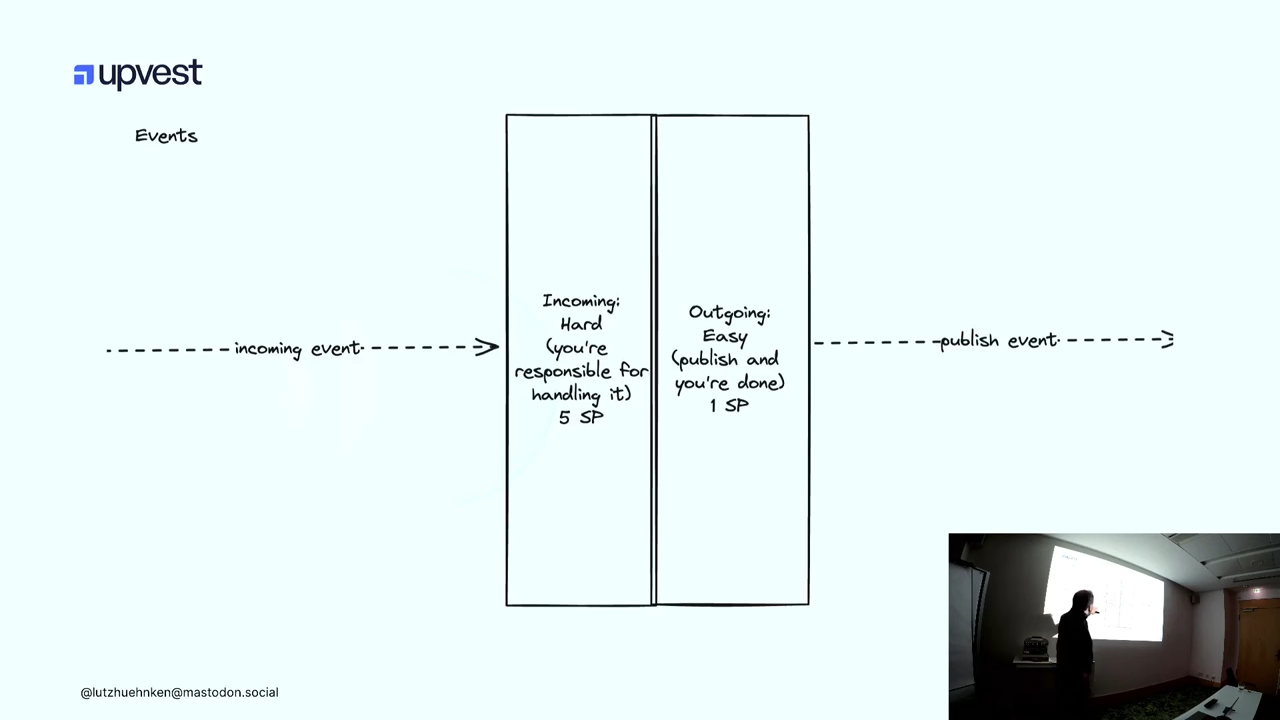 upvest
Events
incoming event
Incoming:
Hard
(you're
responsible for
handling it)
5 SP
Outgoing:
Easy
(publish and
you're done)
1 SP
publish event
@lutzhuehnken@mastodon.social